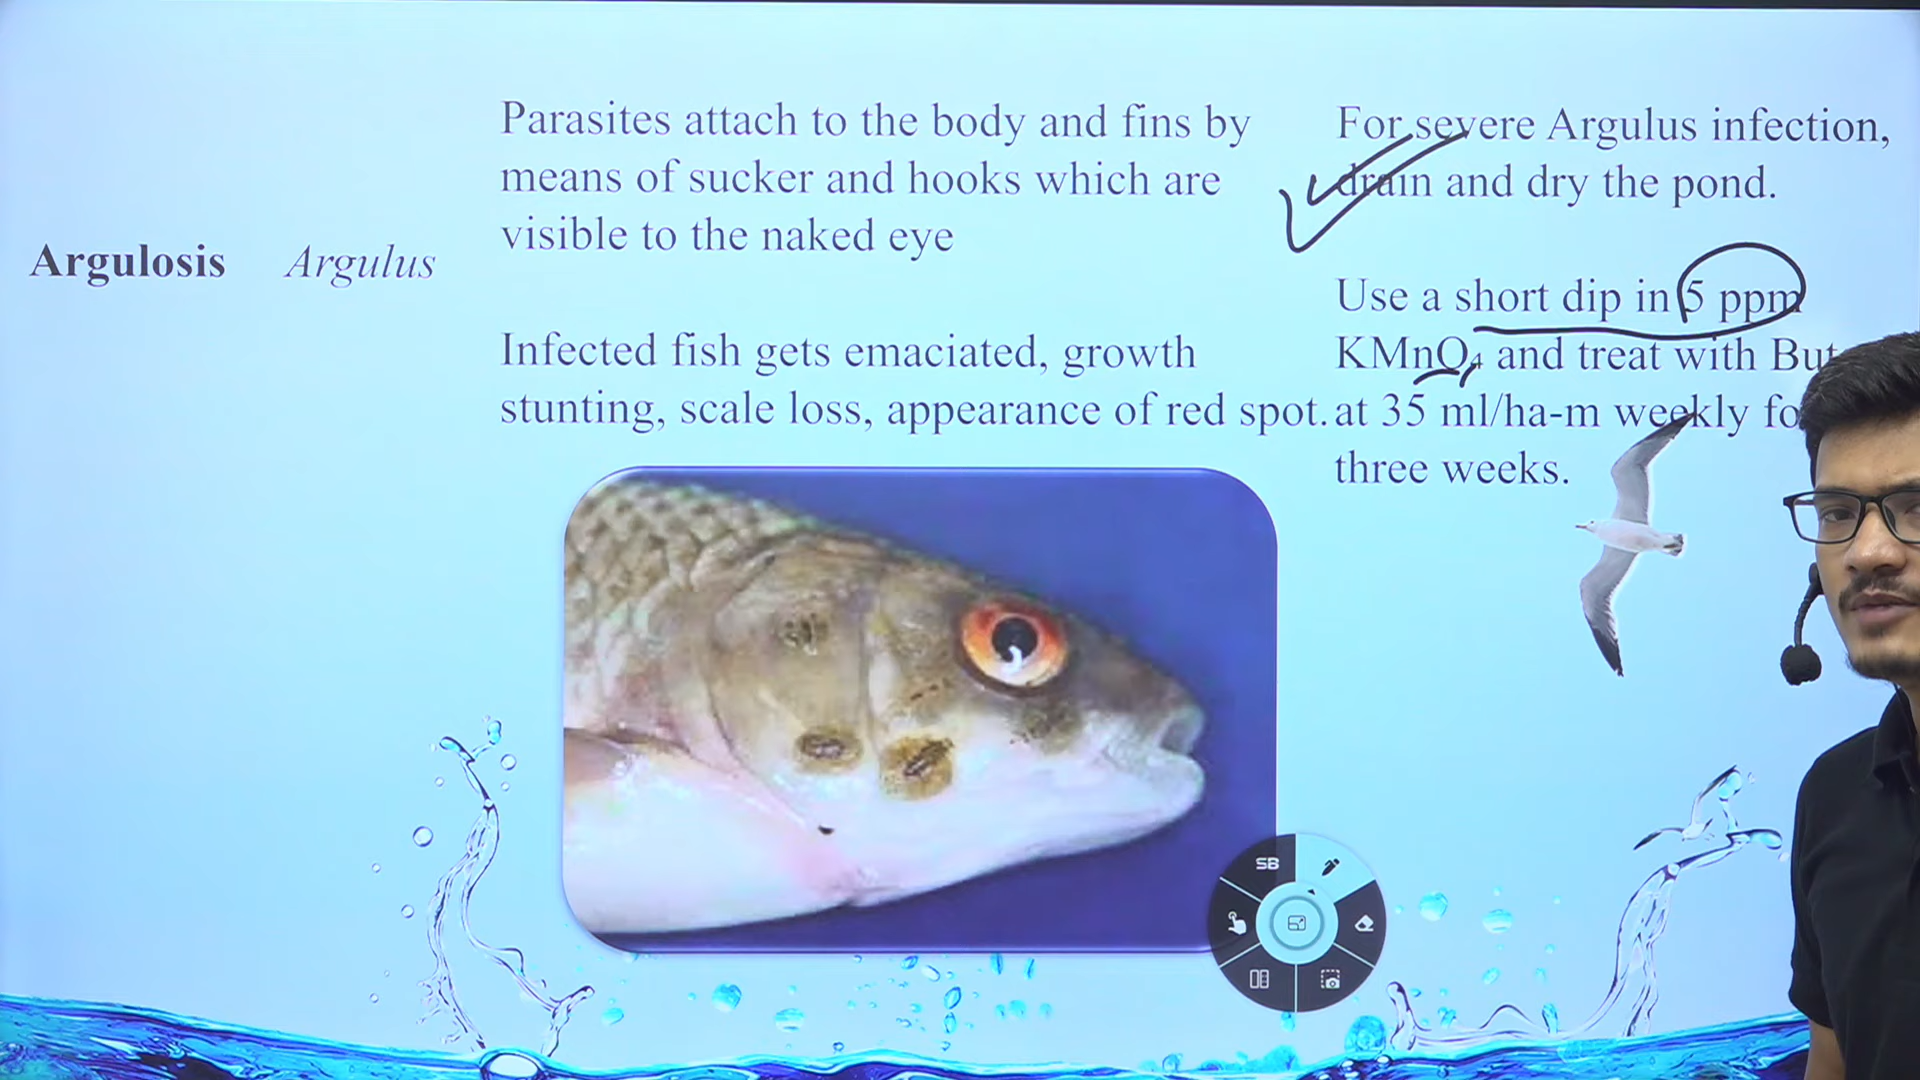 Argulosis
Argulus
Parasites attach to the body and fins by
means of sucker and hooks which are
visible to the naked eye
Infected fish gets emaciated, growth
stunting, scale loss, appearance of red spot.
For severe Argulus infection,
drain and dry the pond.
Use a short dip in 5 ppm
KMnO₄ and treat with
at 35 ml/ha-m weekly
three weeks.
SB